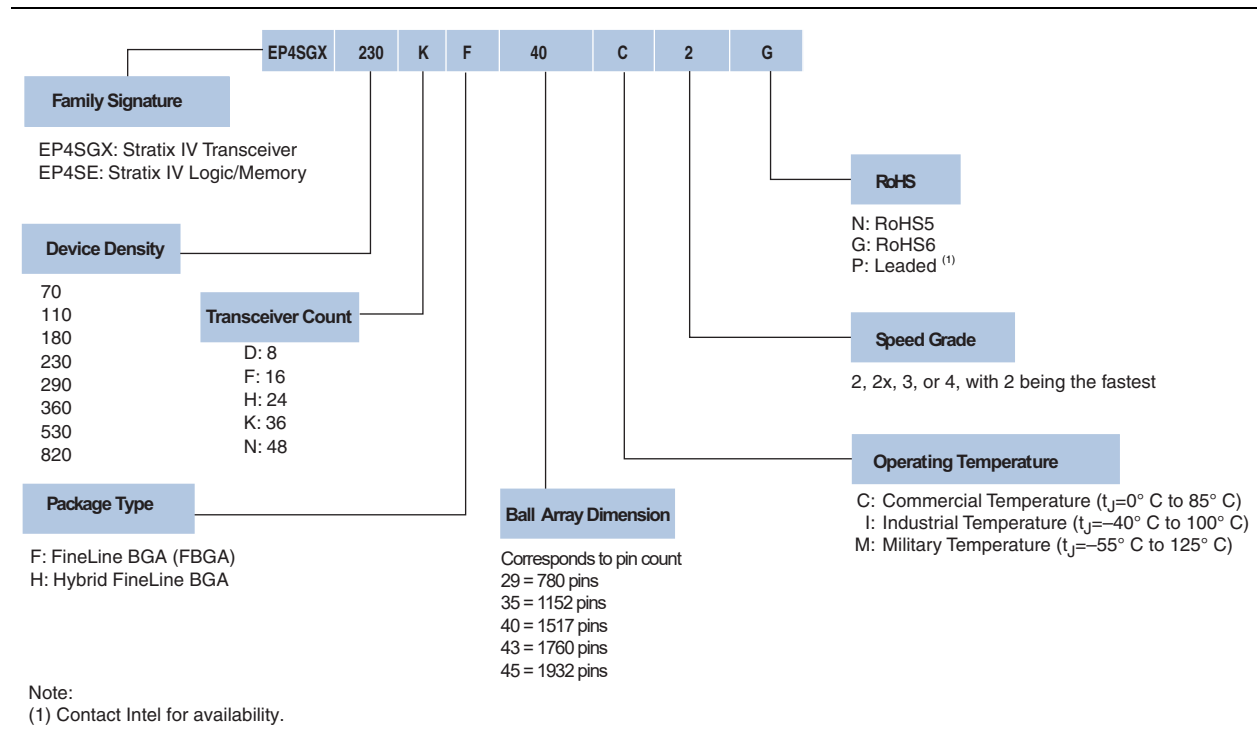 EP4SGX 230 K F 40 C 2 G
Family Signature
EP4SGX: Stratix IV Transceiver
EP4SE: Stratix IV Logic/Memory
Device Density
70
110
180
230
290
360
530
820
Transceiver Count
D: 8
F: 16
H: 24
K: 36
N: 48
Package Type
F: FineLine BGA (FBGA)
H: Hybrid FineLine BGA
Ball Array Dimension
Corresponds to pin count
29 = 780 pins
35 = 1152 pins
40 = 1517 pins
43 = 1760 pins
45 = 1932 pins
RoHS
N: RoHS5
G: RoHS6
P: Leaded (1)
Speed Grade
2, 2x, 3, or 4, with 2 being the fastest
Operating Temperature
C: Commercial Temperature (tJ=0° C to 85° C)
I: Industrial Temperature (tJ=–40° C to 100° C)
M: Military Temperature (tJ=–55° C to 125° C)
Note:
(1) Contact Intel for availability.